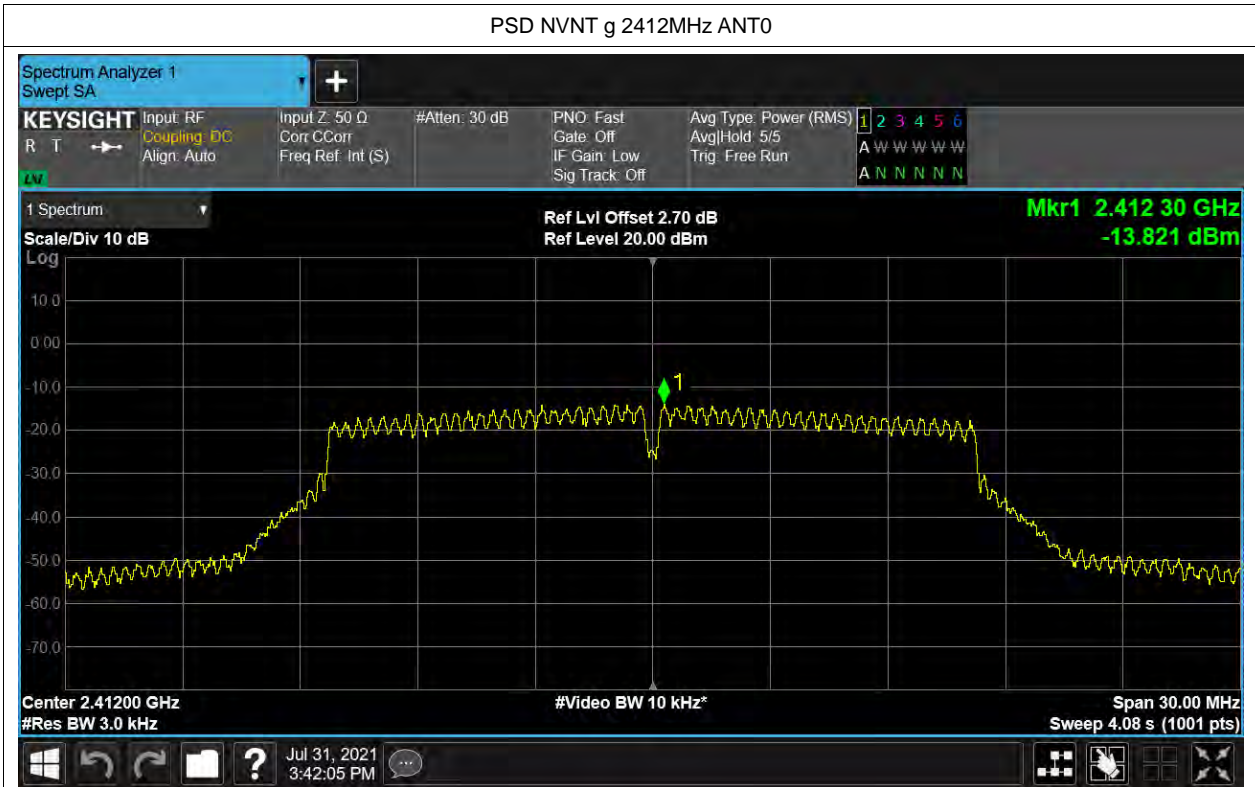 PSD NVNT g 2412MHz ANT0
Spectrum Analyzer 1
Swept SA
+
KEYSIGHT
R T
LXI
Input: RF
Coupling: DC
Align: Auto
Input Z: 50 Ω
Corr CCorr
Freq Ref: Int (S)
#Atten: 30 dB
PNO: Fast
Gate: Off
IF Gain: Low
Sig Track: Off
Avg Type: Power (RMS)
Avg|Hold: 5/5
Trig: Free Run
1 2 3 4 5 6
A W W W W W
A N N N N N
1 Spectrum
Scale/Div 10 dB
Log
Ref Lvl Offset 2.70 dB
Ref Level 20.00 dBm
Mkr1 2.412 30 GHz
-13.821 dBm
10.0
0.00
-10.0
-20.0
-30.0
-40.0
-50.0
-60.0
-70.0
1
Center 2.41200 GHz
#Res BW 3.0 kHz
#Video BW 10 kHz*
Span 30.00 MHz
Sweep 4.08 s (1001 pts)
?
Jul 31, 2021
3:42:05 PM